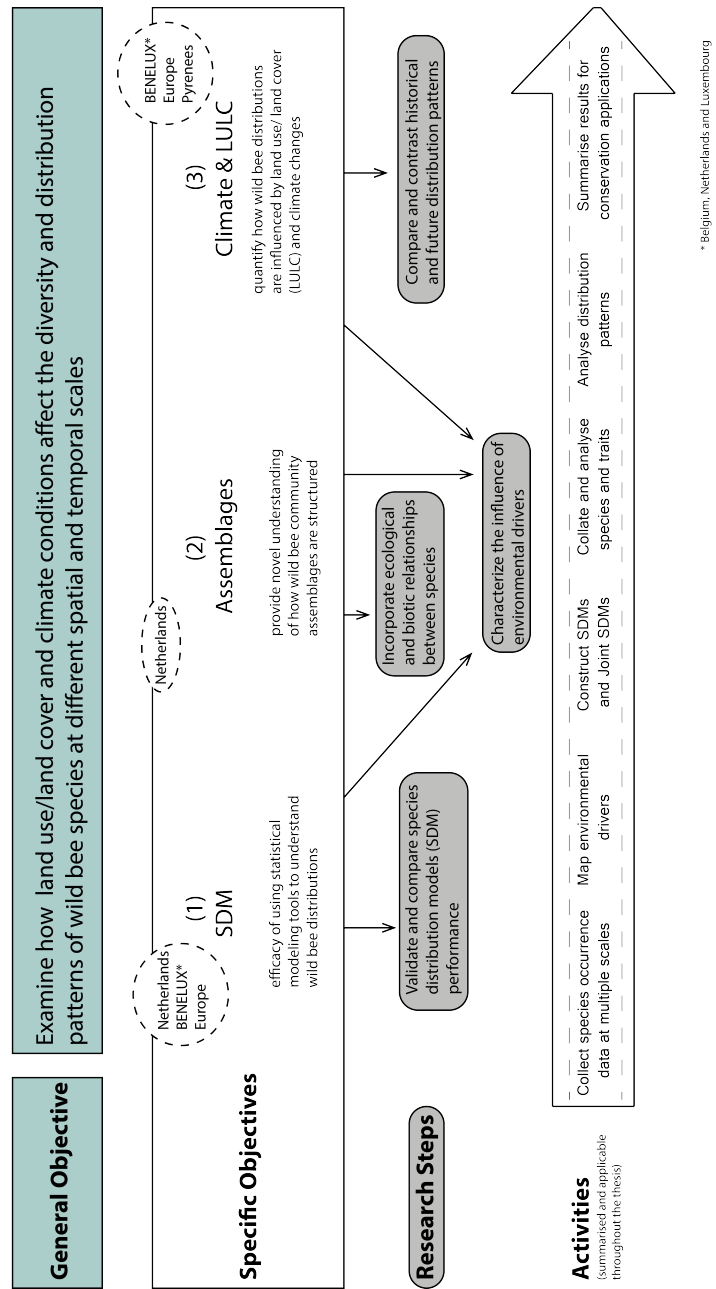 General Objective
Examine how land use/land cover and climate conditions affect the diversity and distribution
patterns of wild bee species at different spatial and temporal scales
Specific Objectives
Netherlands
BENELUX*
Europe
(1)
SDM
efficacy of using statistical
modeling tools to understand
wild bee distributions
Netherlands
(2)
Assemblages
provide novel understanding
of how wild bee community
assemblages are structured
BENELUX*
Europe
Pyrenees
(3)
Climate & LULC
quantify how wild bee distributions
are influenced by land use/ land cover
(LULC) and climate changes
Research Steps
Validate and compare species
distribution models (SDM)
performance
Incorporate ecological
and biotic relationships
between species
Compare and contrast historical
and future distribution patterns
Characterize the influence of
environmental drivers
Activities
(summarised and applicable
throughout the thesis)
Collect species occurrence
data at multiple scales
Map environmental
drivers
Construct SDMs
and Joint SDMs
Collate and analyse
species and traits
Analyse distribution
patterns
Summarise results for
conservation applications
* Belgium, Netherlands and Luxembourg